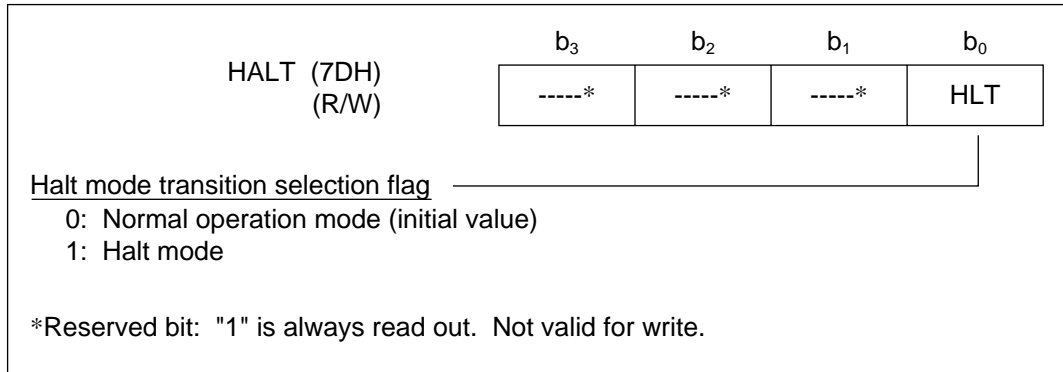 b₃ b₂ b₁ b₀
HALT (7DH) -----* -----* -----* HLT
(R/W)
Halt mode transition selection flag
0: Normal operation mode (initial value)
1: Halt mode
*Reserved bit: "1" is always read out. Not valid for write.